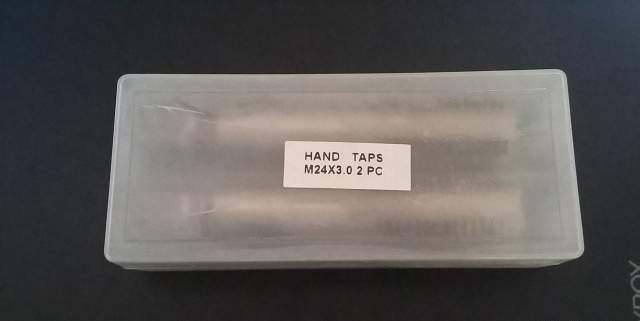 HAND TAPS
M24X3.0 2 PC